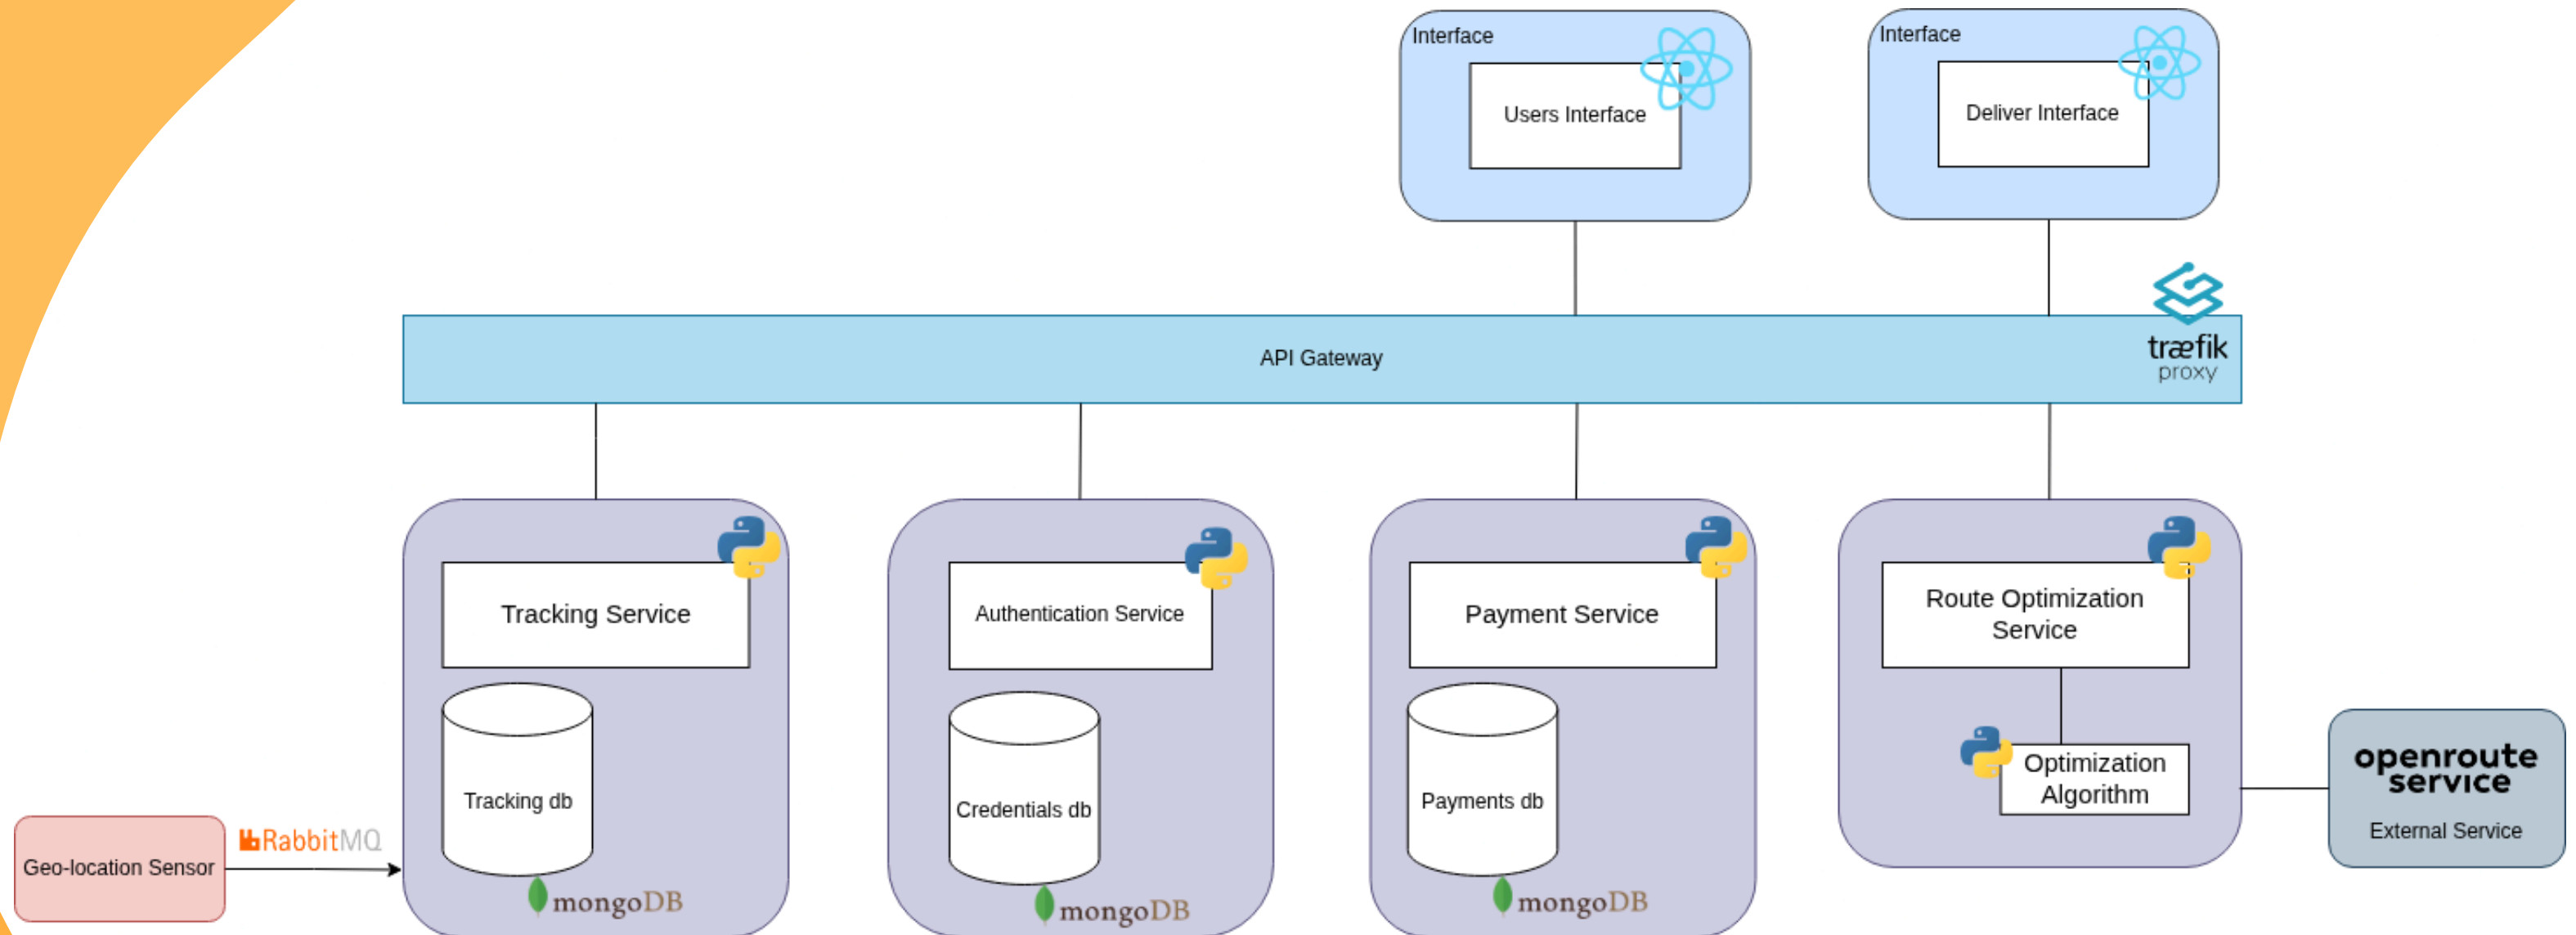 Interface
Users Interface
Interface
Deliver Interface
API Gateway
træfik
proxy
Tracking Service
Tracking db
mongoDB
Authentication Service
Credentials db
mongoDB
Payment Service
Payments db
mongoDB
Route Optimization
Service
Optimization
Algorithm
Geo-location Sensor
RabbitMQ
openroute
service
External Service